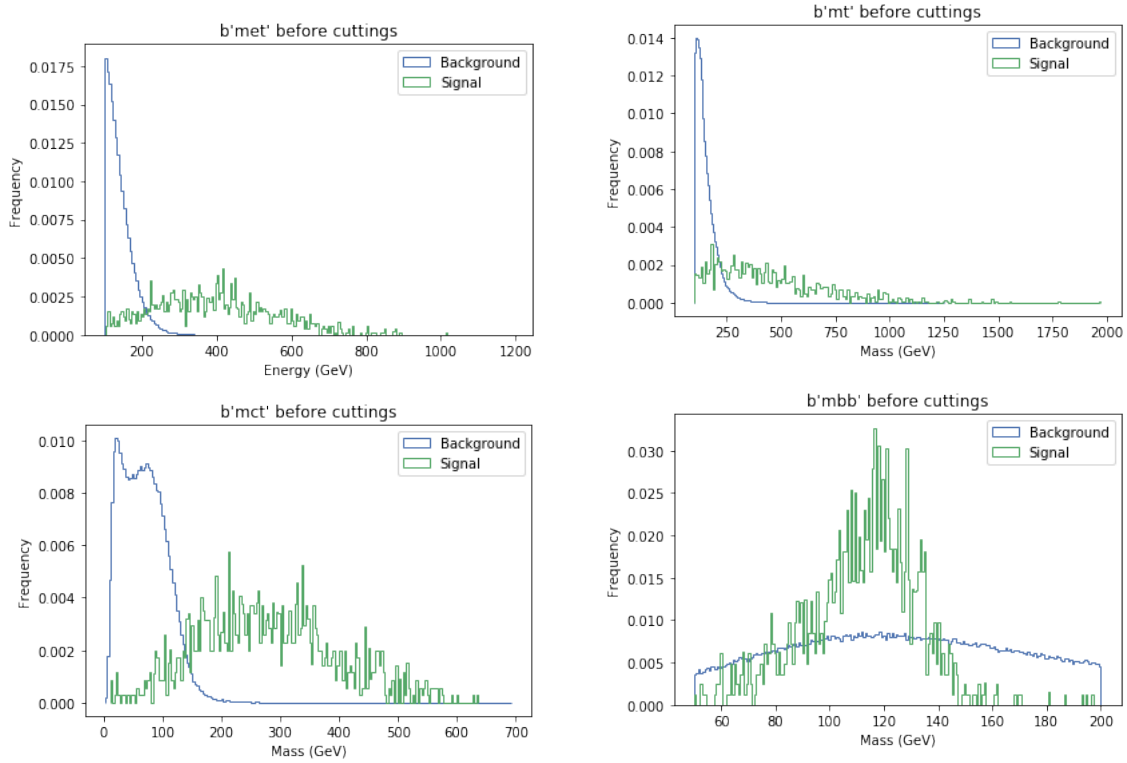 b'met' before cuttings
Background
Signal
0.0175
0.0150
0.0125
0.0100
0.0075
0.0050
0.0025
0.0000
Frequency
200 400 600 800 1000 1200
Energy (GeV)
b'mt' before cuttings
Background
Signal
0.014
0.012
0.010
0.008
0.006
0.004
0.002
0.000
Frequency
250 500 750 1000 1250 1500 1750 2000
Mass (GeV)
b'mct' before cuttings
Background
Signal
0.010
0.008
0.006
0.004
0.002
0.000
Frequency
0 100 200 300 400 500 600 700
Mass (GeV)
b'mbb' before cuttings
Background
Signal
0.030
0.025
0.020
0.015
0.010
0.005
0.000
Frequency
60 80 100 120 140 160 180 200
Mass (GeV)